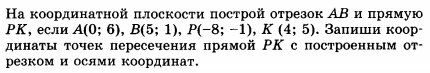 На координатной плоскости построй отрезок AB и прямую
PK, если A(0; 6), B(5; 1), P(−8; −1), K (4; 5). Запиши коор-
динаты точек пересечения прямой PK с построенным от-
резком и осями координат.